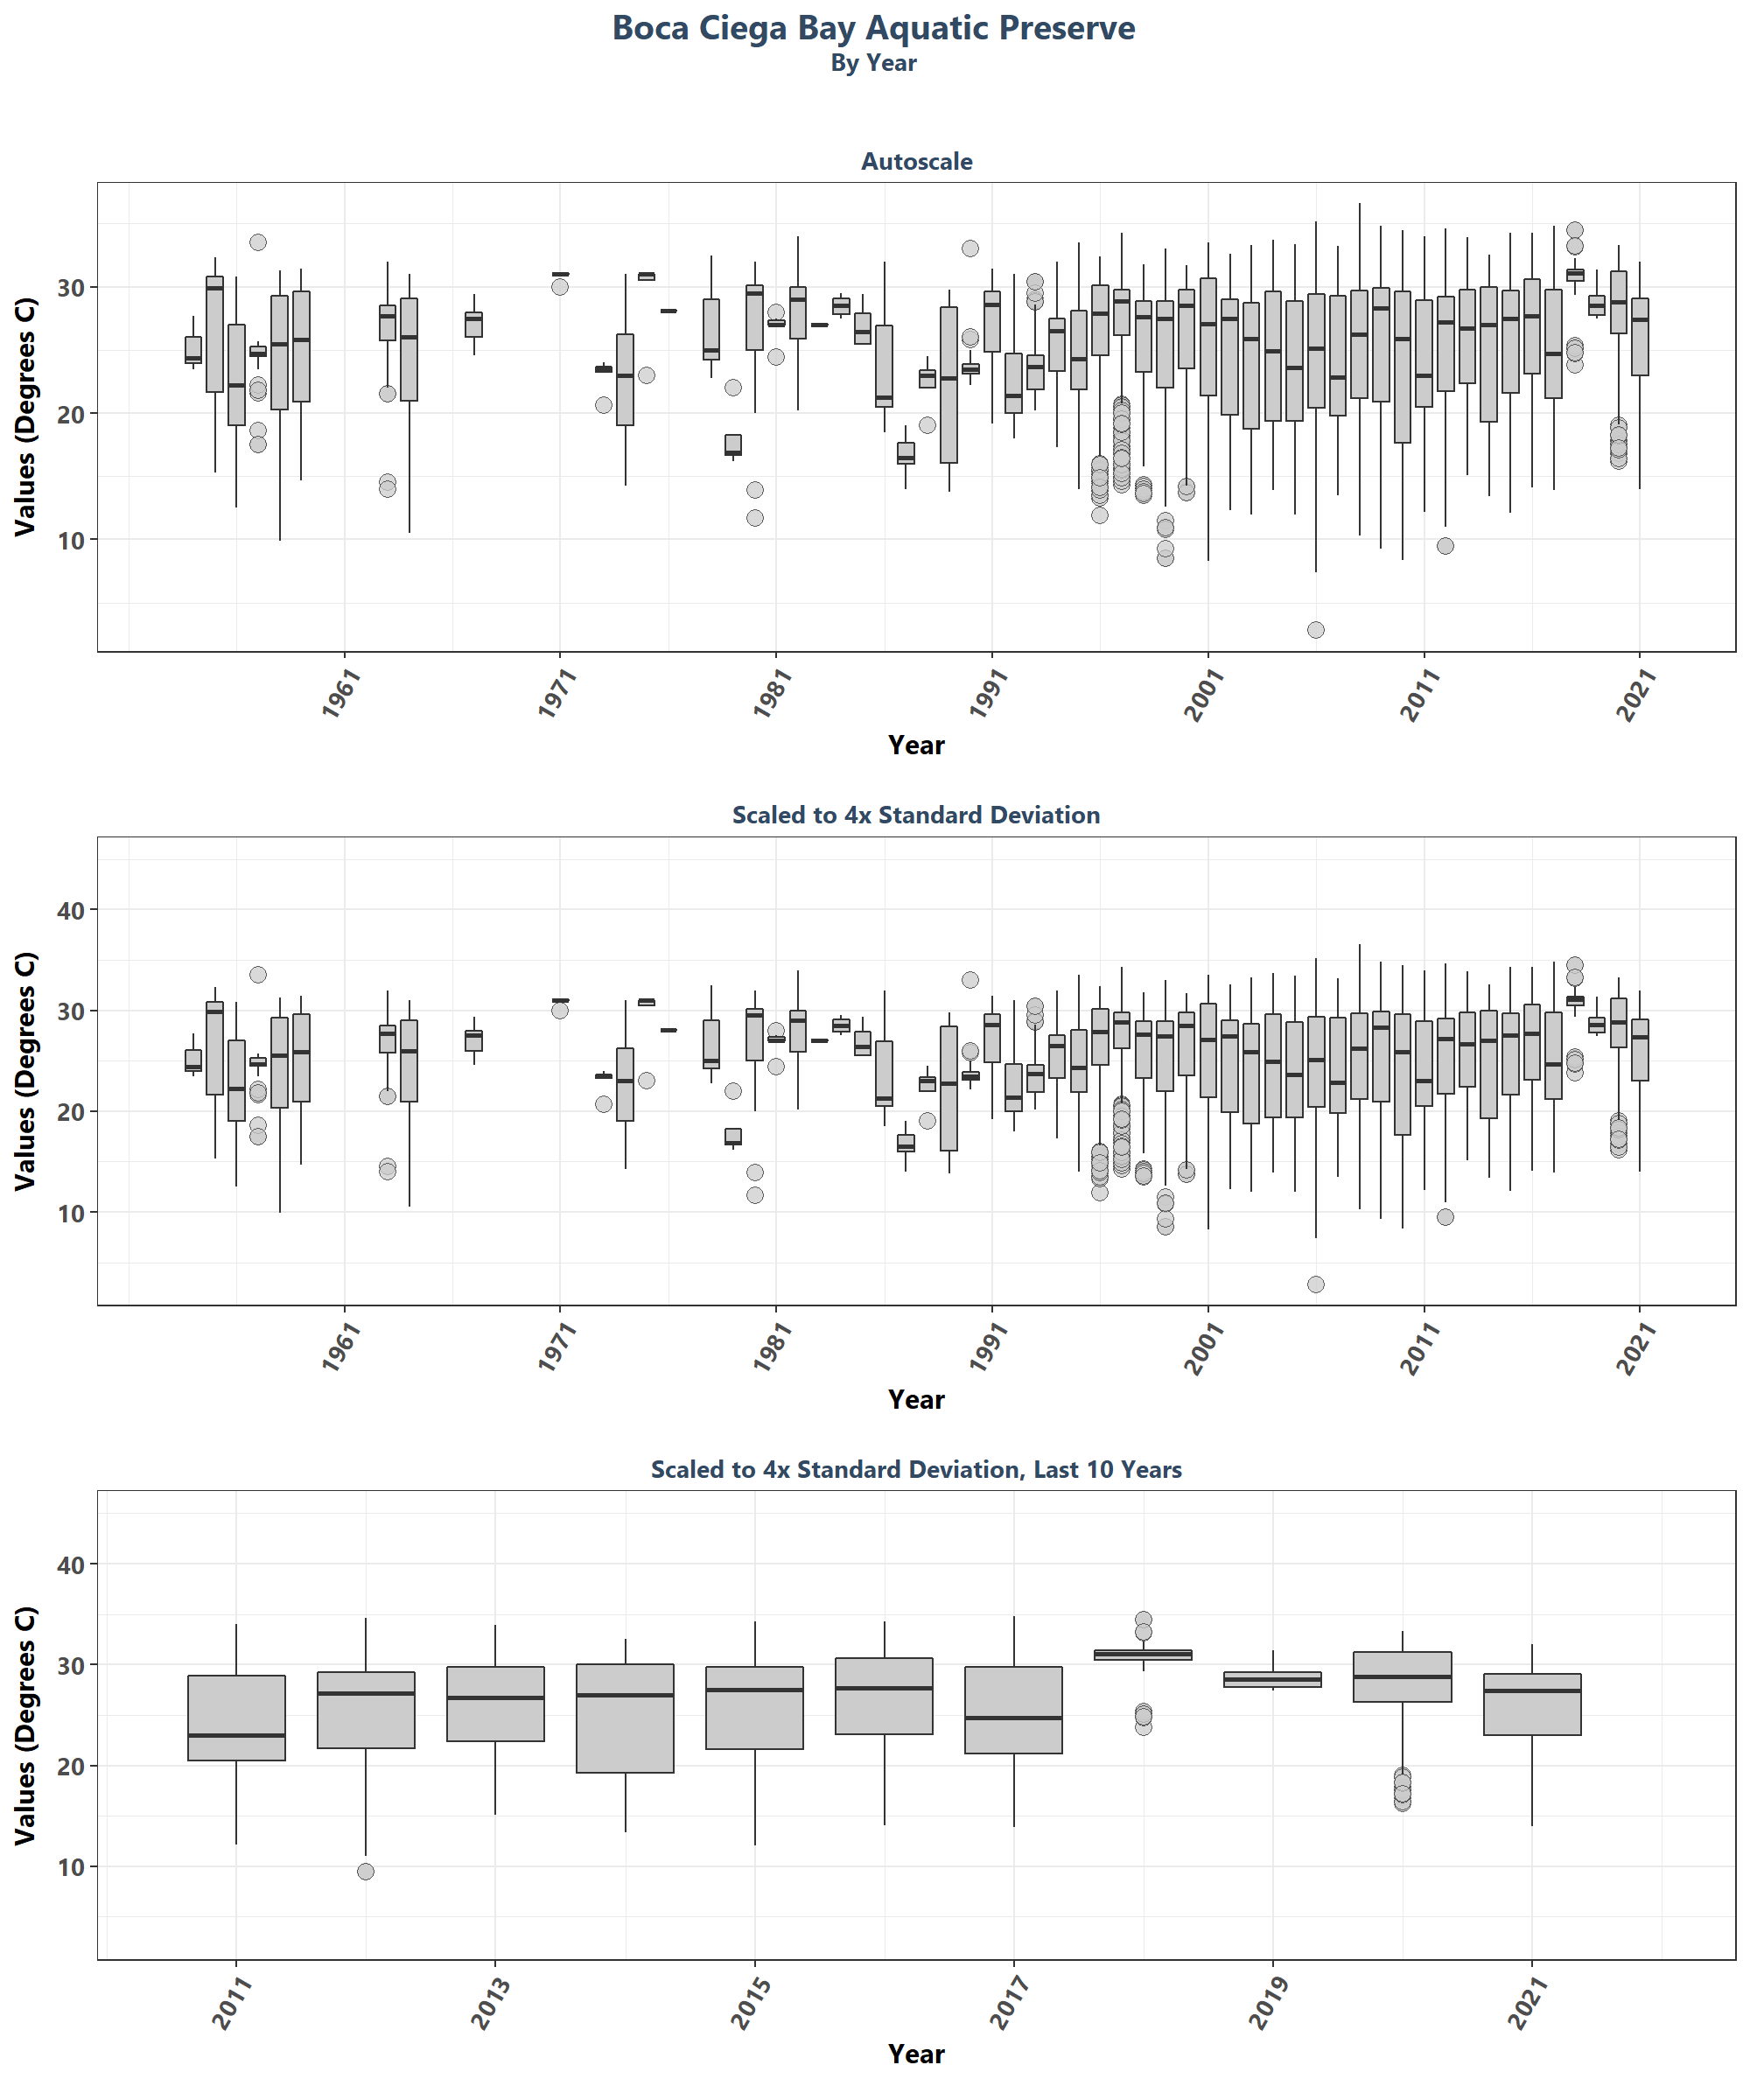 Boca Ciega Bay Aquatic Preserve
By Year
Autoscale
Values (Degrees C)
30
20
10
1961
1971
1981
1991
2001
2011
2021
Year
Scaled to 4x Standard Deviation
Values (Degrees C)
40
30
20
10
1961
1971
1981
1991
2001
2011
2021
Year
Scaled to 4x Standard Deviation, Last 10 Years
Values (Degrees C)
40
30
20
10
2011
2013
2015
2017
2019
2021
Year